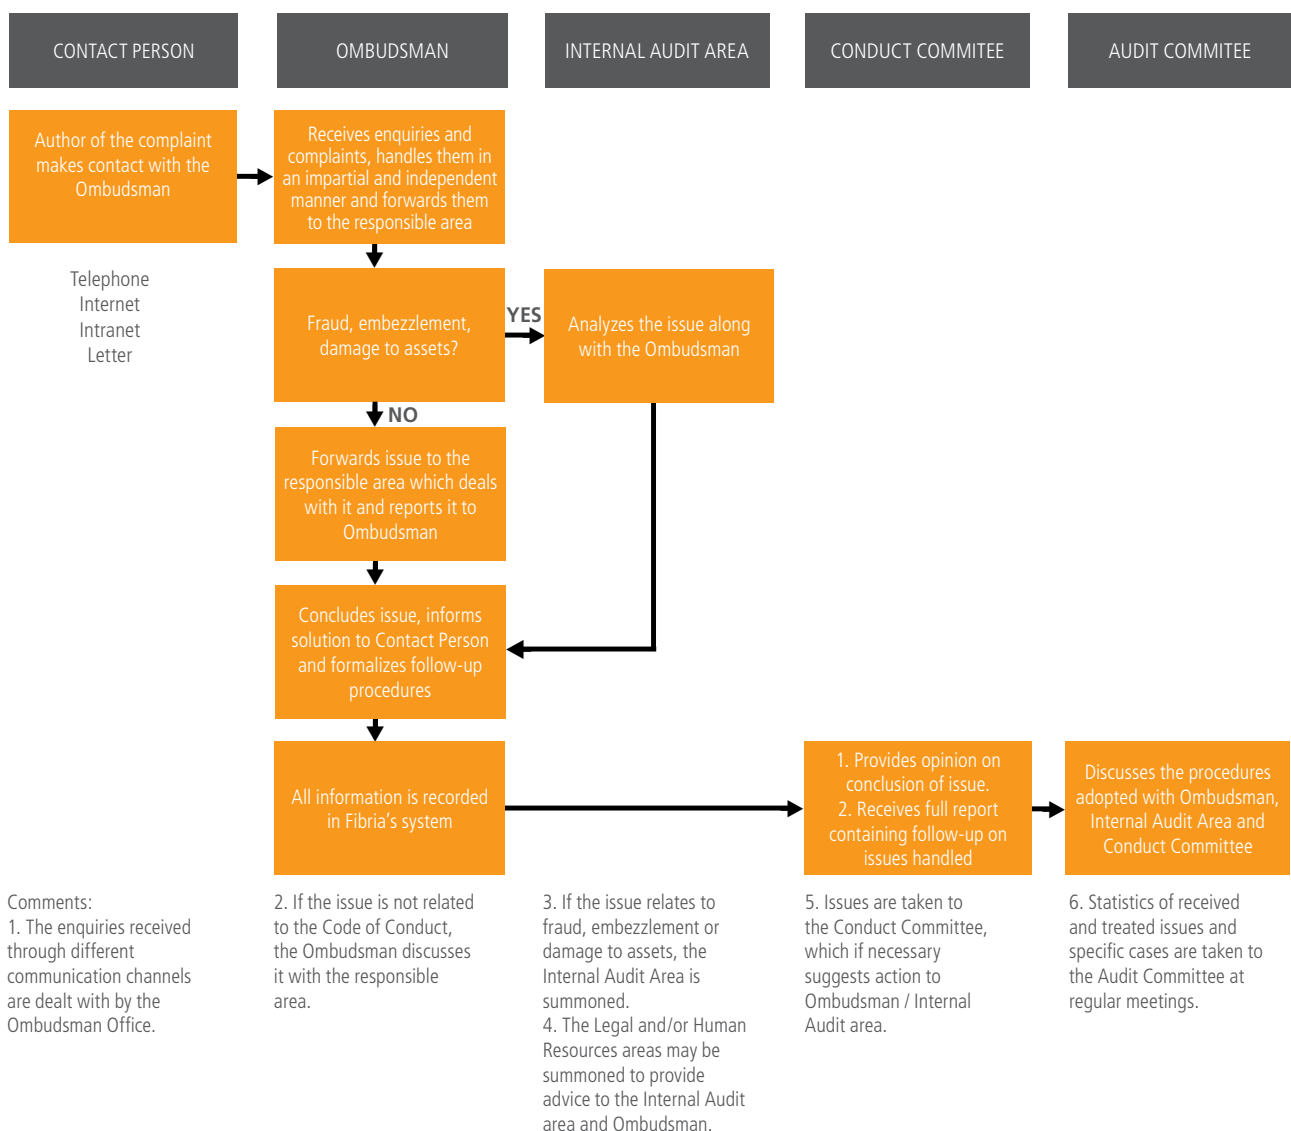 CONTACT PERSON
OMBUDSMAN
INTERNAL AUDIT AREA
CONDUCT COMMITEE
AUDIT COMMITEE
Author of the complaint
makes contact with the
Ombudsman
Receives enquiries and
complaints, handles them in
an impartial and independent
manner and forwards them
to the responsible area
Telephone
Internet
Intranet
Letter
Fraud, embezzlement,
damage to assets?
YES
Analyzes the issue along
with the Ombudsman
NO
Forwards issue to the
responsible area which deals
with it and reports it to
Ombudsman
Concludes issue, informs
solution to Contact Person
and formalizes follow-up
procedures
All information is recorded
in Fibria's system
1. Provides opinion on
conclusion of issue.
2. Receives full report
containing follow-up on
issues handled
Discusses the procedures
adopted with Ombudsman,
Internal Audit Area and
Conduct Committee
Comments:
1. The enquiries received
through different
communication channels
are dealt with by the
Ombudsman Office.
2. If the issue is not related
to the Code of Conduct,
the Ombudsman discusses
it with the responsible
area.
3. If the issue relates to
fraud, embezzlement or
damage to assets, the
Internal Audit Area is
summoned.
4. The Legal and/or Human
Resources areas may be
summoned to provide
advice to the Internal Audit
area and Ombudsman.
5. Issues are taken to
the Conduct Committee,
which if necessary
suggests action to
Ombudsman / Internal
Audit area.
6. Statistics of received
and treated issues and
specific cases are taken to
the Audit Committee at
regular meetings.